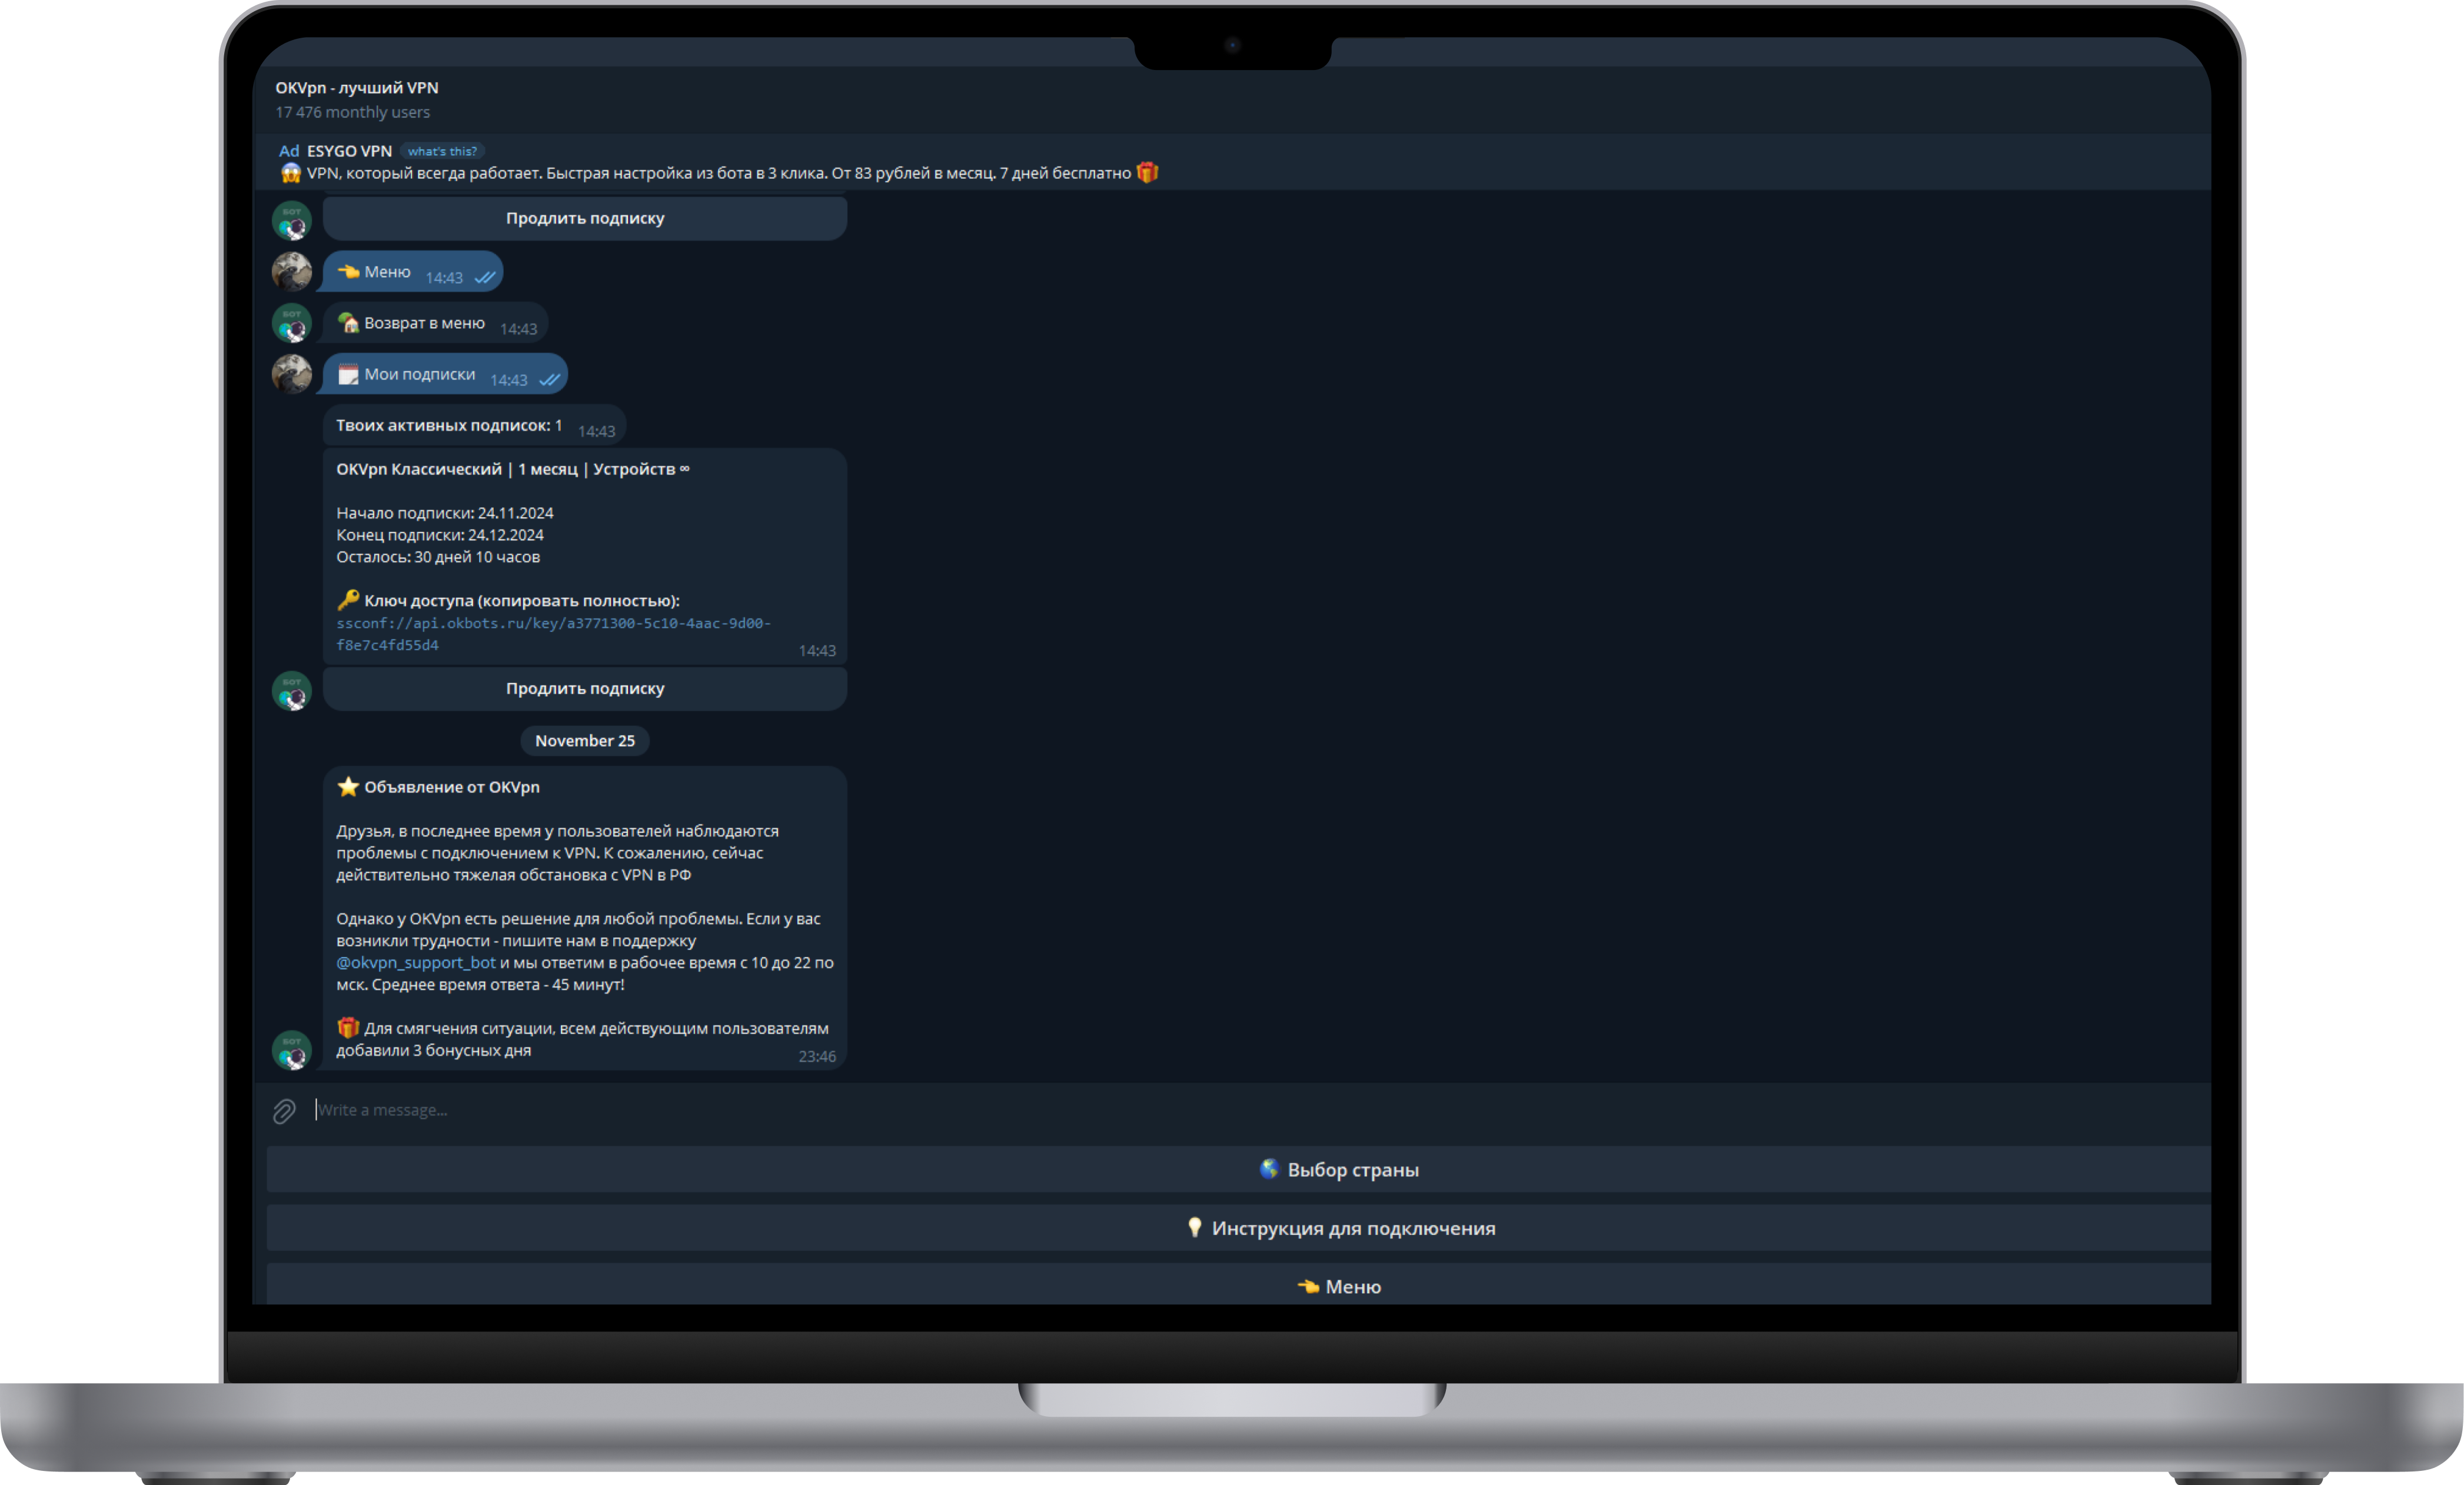 OKVpn - лучший VPN
17 476 monthly users
Ad ESYGO VPN what's this?
😱 VPN, который всегда работает. Быстрая настройка из бота в 3 клика. От 83 рублей в месяц. 7 дней бесплатно 🎁
БОТ
Продлить подписку
👈 Меню 14:43
БОТ
🏡 Возврат в меню 14:43
🗓 Мои подписки 14:43
Твоих активных подписок: 1 14:43
OKVpn Классический | 1 месяц | Устройств ∞
Начало подписки: 24.11.2024
Конец подписки: 24.12.2024
Осталось: 30 дней 10 часов
🔑 Ключ доступа (копировать полностью):
ssconf://api.okbots.ru/key/a3771300-5c10-4aac-9d00-
f8e7c4fd55d4
14:43
БОТ
Продлить подписку
November 25
⭐ Объявление от OKVpn
Друзья, в последнее время у пользователей наблюдаются
проблемы с подключением к VPN. К сожалению, сейчас
действительно тяжелая обстановка с VPN в РФ
Однако у OKVpn есть решение для любой проблемы. Если у вас
возникли трудности - пишите нам в поддержку
@okvpn_support_bot и мы ответим в рабочее время с 10 до 22 по
мск. Среднее время ответа - 45 минут!
🎁 Для смягчения ситуации, всем действующим пользователям
добавили 3 бонусных дня 23:46
БОТ
Write a message...
🌎 Выбор страны
💡 Инструкция для подключения
👈 Меню